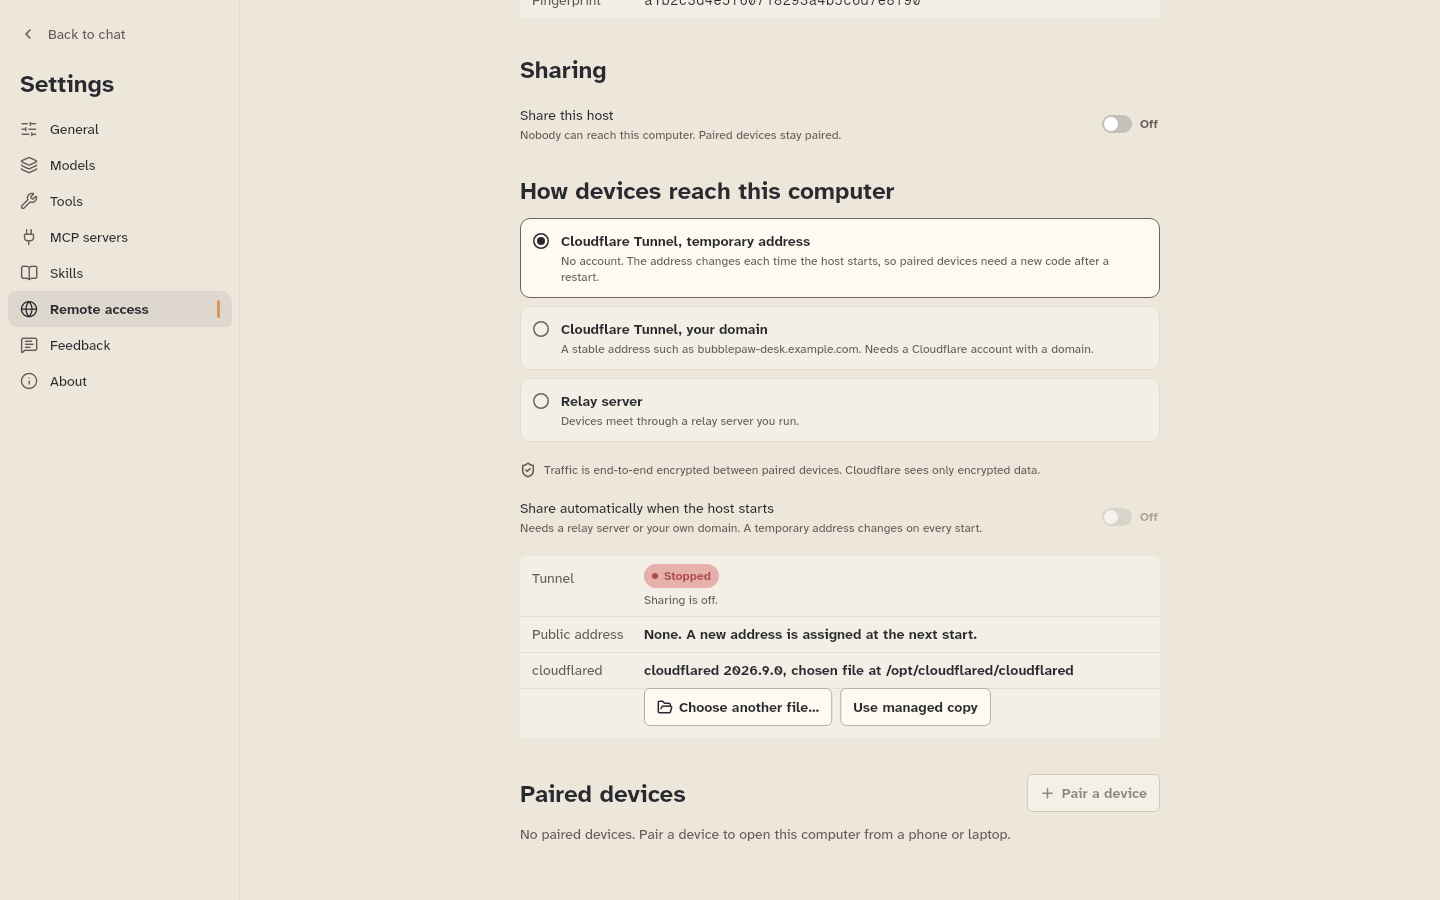 Back to chat
Settings
General
Models
Tools
MCP servers
Skills
Remote access
Feedback
About
Fingerprint
Sharing
Share this host
Nobody can reach this computer. Paired devices stay paired.
Off
How devices reach this computer
Cloudflare Tunnel, temporary address
No account. The address changes each time the host starts, so paired devices need a new code after a
restart.
Cloudflare Tunnel, your domain
A stable address such as bubblepaw-desk.example.com. Needs a Cloudflare account with a domain.
Relay server
Devices meet through a relay server you run.
Traffic is end-to-end encrypted between paired devices. Cloudflare sees only encrypted data.
Share automatically when the host starts
Needs a relay server or your own domain. A temporary address changes on every start.
Off
Tunnel
Stopped
Sharing is off.
Public address
None. A new address is assigned at the next start.
cloudflared
cloudflared 2026.9.0, chosen file at /opt/cloudflared/cloudflared
Choose another file...
Use managed copy
Paired devices
Pair a device
No paired devices. Pair a device to open this computer from a phone or laptop.